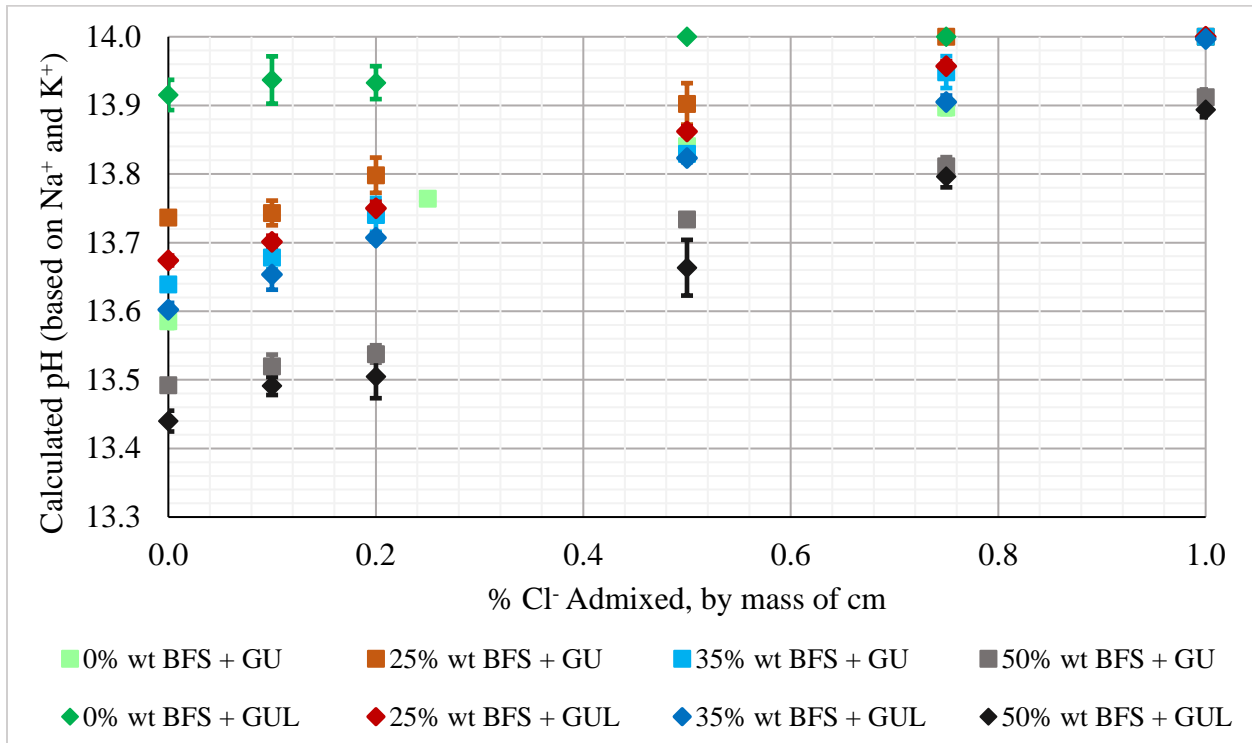 14.0
13.9
13.8
13.7
13.6
13.5
13.4
13.3
Calculated pH (based on Na⁺ and K⁺)
0.0 0.2 0.4 0.6 0.8 1.0
% Cl⁻ Admixed, by mass of cm
0% wt BFS + GU 25% wt BFS + GU 35% wt BFS + GU 50% wt BFS + GU
0% wt BFS + GUL 25% wt BFS + GUL 35% wt BFS + GUL 50% wt BFS + GUL